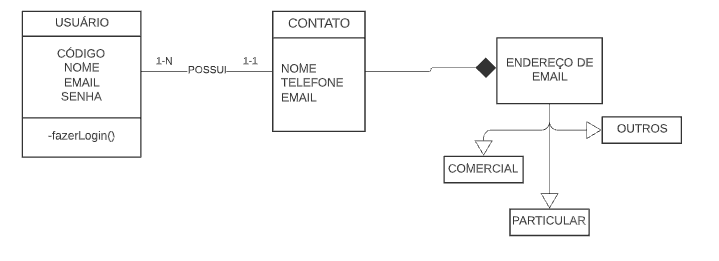 USUÁRIO
CÓDIGO
NOME
EMAIL
SENHA
-fazerLogin()
1-N
POSSUI
1-1
CONTATO
NOME
TELEFONE
EMAIL
ENDEREÇO DE
EMAIL
OUTROS
COMERCIAL
PARTICULAR